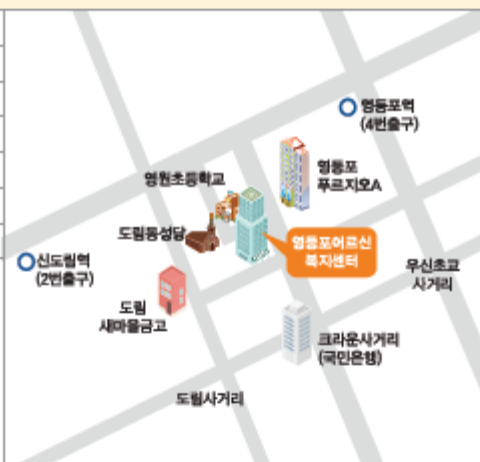 영등포역
(4번출구)
영등포
푸르지오A
영원초등학교
도림동성당
영등포어르신
복지센터
신도림역
(2번출구)
우신초교
사거리
도림
새마을금고
크라운사거리
(국민은행)
도림사거리